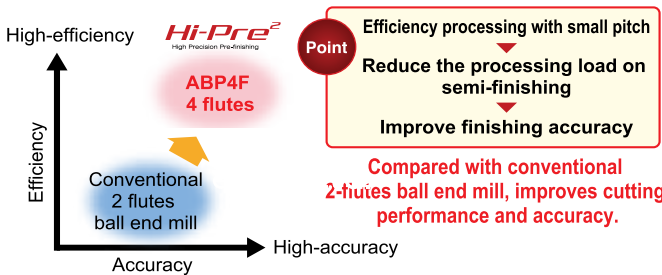 High-efficiency
Hi-Pre²
High Precision Pre-finishing
ABP4F
4 flutes
Efficiency
Conventional
2 flutes
ball end mill
Accuracy
High-accuracy
Point
Efficiency processing with small pitch
Reduce the processing load on
semi-finishing
Improve finishing accuracy
Compared with conventional
2-flutes ball end mill, improves cutting
performance and accuracy.